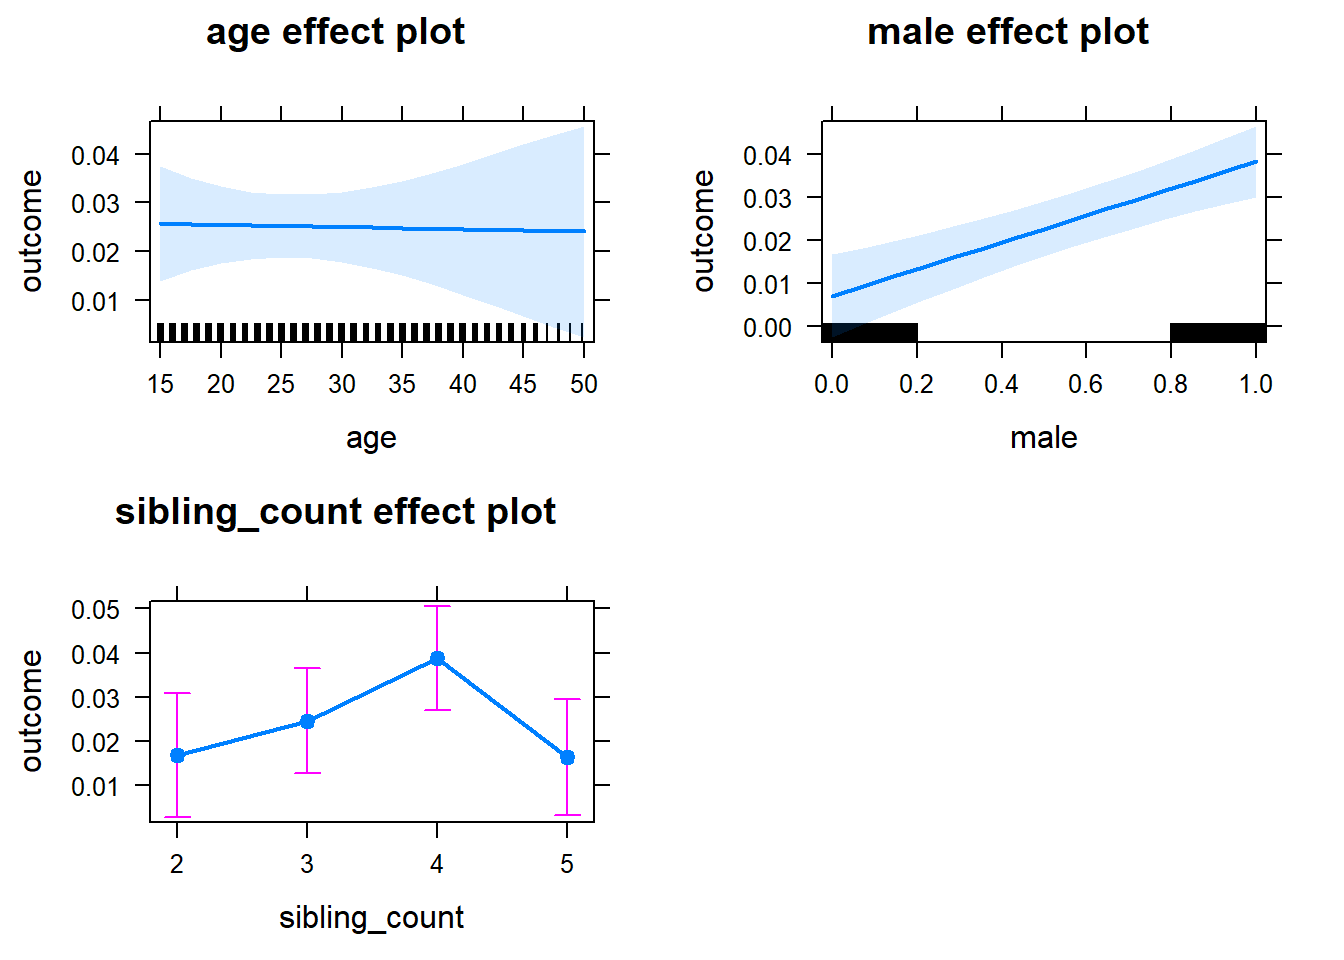 age effect plot
outcome
0.04
0.03
0.02
0.01
15 20 25 30 35 40 45 50
age
male effect plot
outcome
0.04
0.03
0.02
0.01
0.00
0.0 0.2 0.4 0.6 0.8 1.0
male
sibling_count effect plot
outcome
0.05
0.04
0.03
0.02
0.01
2 3 4 5
sibling_count